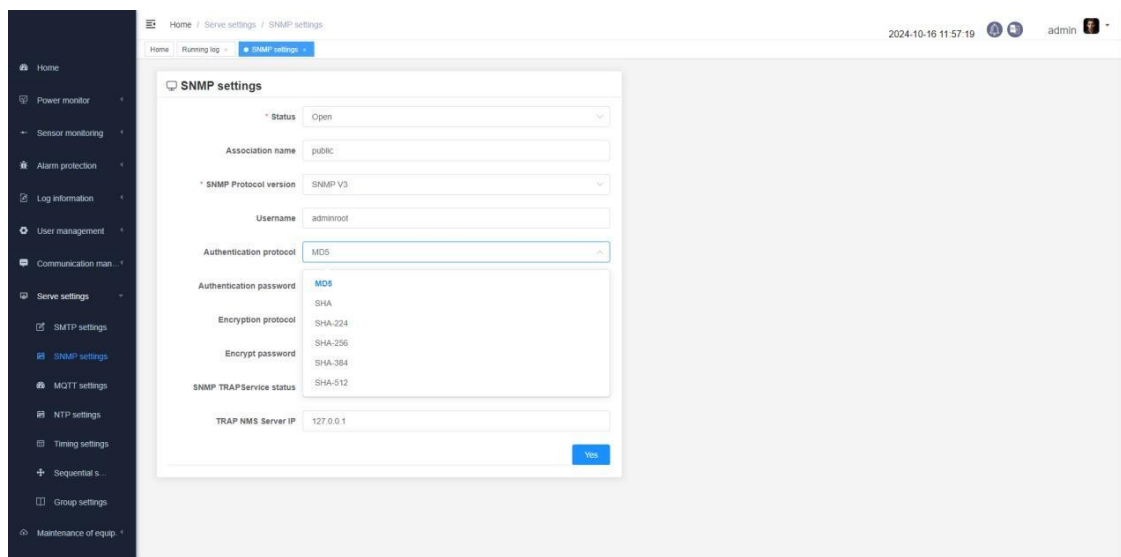 Home / Serve settings / SNMP settings
2024-10-16 11:57:19
admin
Home
Running log ×
SNMP settings ×
Home
Power monitor
Sensor monitoring
Alarm protection
Log information
User management
Communication man...
Serve settings
SMTP settings
SNMP settings
MQTT settings
NTP settings
Timing settings
Sequential s...
Group settings
Maintenance of equip.
SNMP settings
* Status Open
Association name public
* SNMP Protocol version SNMP V3
Username adminroot
Authentication protocol MD5
Authentication password
MD5
SHA
Encryption protocol
SHA-224
SHA-256
Encrypt password
SHA-384
SNMP TRAPService status
SHA-512
TRAP NMS Server IP 127.0.0.1
Yes